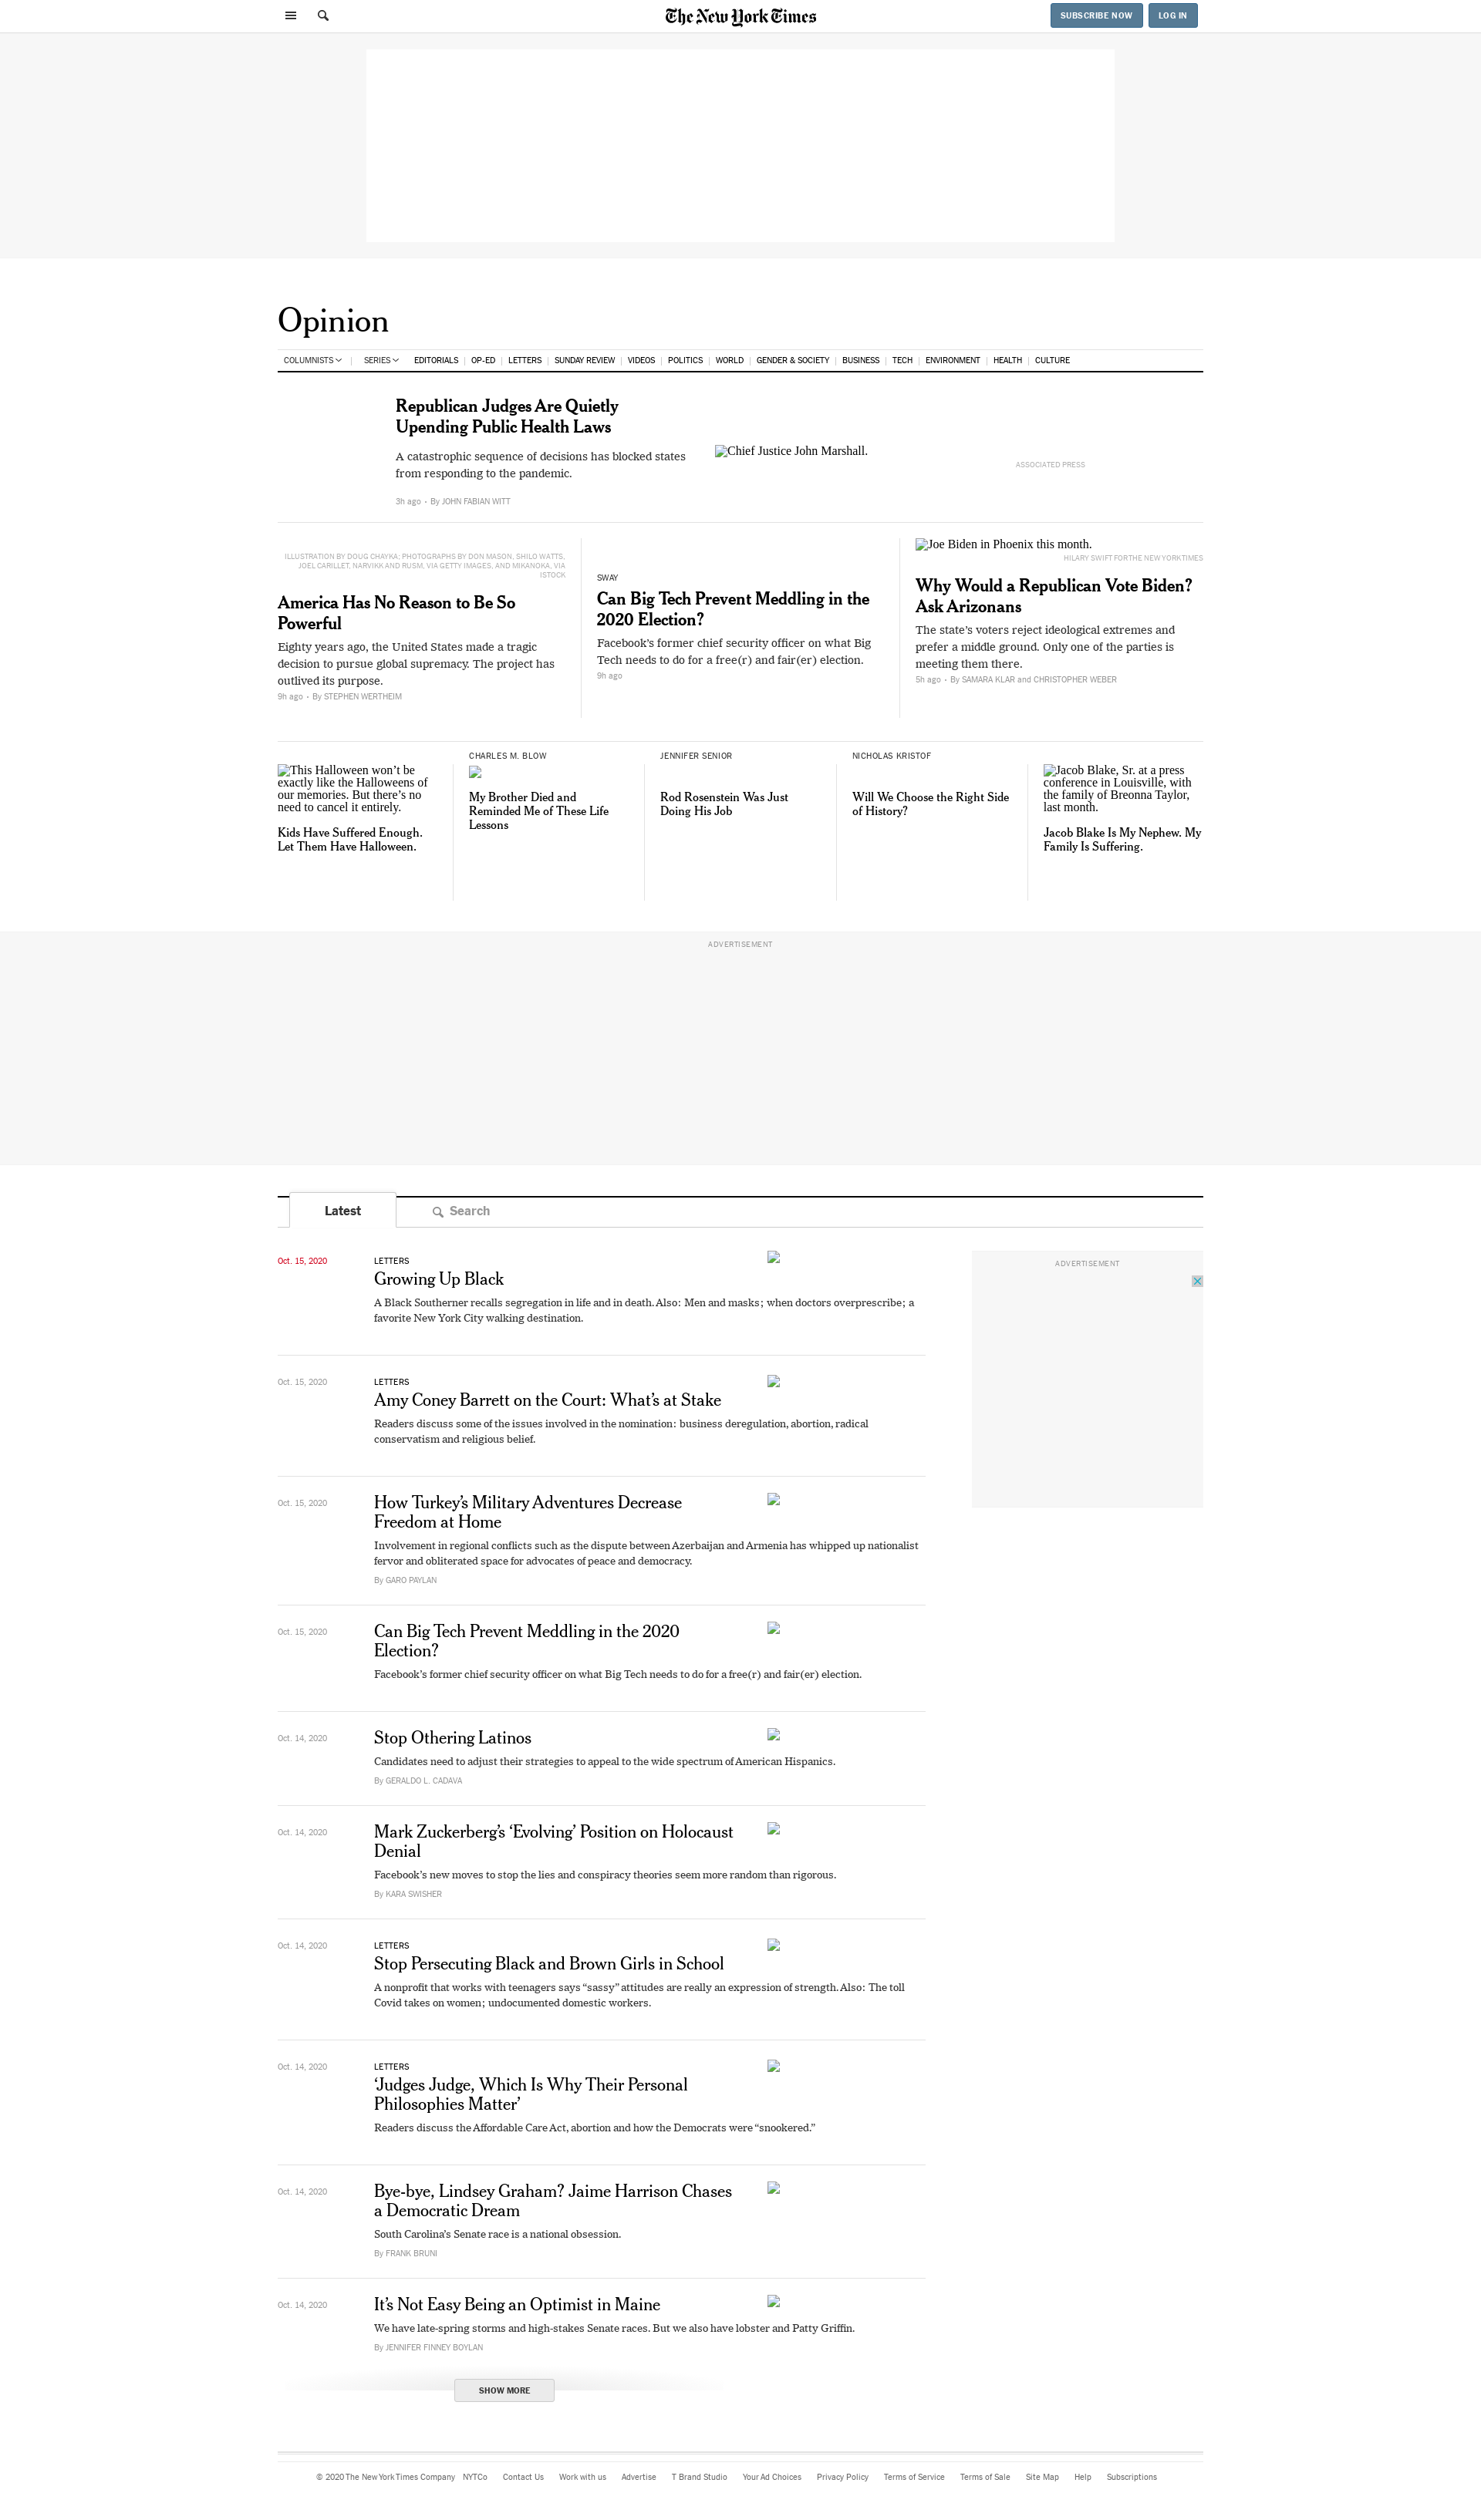 The New York Times
SUBSCRIBE NOW
LOG IN
Opinion
COLUMNISTS
SERIES
EDITORIALS
OP-ED
LETTERS
SUNDAY REVIEW
VIDEOS
POLITICS
WORLD
GENDER & SOCIETY
BUSINESS
TECH
ENVIRONMENT
HEALTH
CULTURE
Republican Judges Are Quietly
Upending Public Health Laws
A catastrophic sequence of decisions has blocked states
from responding to the pandemic.
3h ago • By JOHN FABIAN WITT
Chief Justice John Marshall.
ASSOCIATED PRESS
ILLUSTRATION BY DOUG CHAYKA; PHOTOGRAPHS BY DON MASON, SHILO WATTS,
JOEL CARILLET, NARVIKK AND RUSM, VIA GETTY IMAGES, AND MIKANOKA, VIA
ISTOCK
America Has No Reason to Be So
Powerful
Eighty years ago, the United States made a tragic
decision to pursue global supremacy. The project has
outlived its purpose.
9h ago • By STEPHEN WERTHEIM
SWAY
Can Big Tech Prevent Meddling in the
2020 Election?
Facebook’s former chief security officer on what Big
Tech needs to do for a free(r) and fair(er) election.
9h ago
Joe Biden in Phoenix this month.
HILARY SWIFT FOR THE NEW YORK TIMES
Why Would a Republican Vote Biden?
Ask Arizonans
The state’s voters reject ideological extremes and
prefer a middle ground. Only one of the parties is
meeting them there.
5h ago • By SAMARA KLAR and CHRISTOPHER WEBER
This Halloween won’t be
exactly like the Halloweens of
our memories. But there’s no
need to cancel it entirely.
Kids Have Suffered Enough.
Let Them Have Halloween.
CHARLES M. BLOW
My Brother Died and
Reminded Me of These Life
Lessons
JENNIFER SENIOR
Rod Rosenstein Was Just
Doing His Job
NICHOLAS KRISTOF
Will We Choose the Right Side
of History?
Jacob Blake, Sr. at a press
conference in Louisville, with
the family of Breonna Taylor,
last month.
Jacob Blake Is My Nephew. My
Family Is Suffering.
ADVERTISEMENT
Latest
Search
Oct. 15, 2020
LETTERS
Growing Up Black
A Black Southerner recalls segregation in life and in death. Also: Men and masks; when doctors overprescribe; a
favorite New York City walking destination.
ADVERTISEMENT
Oct. 15, 2020
LETTERS
Amy Coney Barrett on the Court: What’s at Stake
Readers discuss some of the issues involved in the nomination: business deregulation, abortion, radical
conservatism and religious belief.
Oct. 15, 2020
How Turkey’s Military Adventures Decrease
Freedom at Home
Involvement in regional conflicts such as the dispute between Azerbaijan and Armenia has whipped up nationalist
fervor and obliterated space for advocates of peace and democracy.
By GARO PAYLAN
Oct. 15, 2020
Can Big Tech Prevent Meddling in the 2020
Election?
Facebook’s former chief security officer on what Big Tech needs to do for a free(r) and fair(er) election.
Oct. 14, 2020
Stop Othering Latinos
Candidates need to adjust their strategies to appeal to the wide spectrum of American Hispanics.
By GERALDO L. CADAVA
Oct. 14, 2020
Mark Zuckerberg’s ‘Evolving’ Position on Holocaust
Denial
Facebook’s new moves to stop the lies and conspiracy theories seem more random than rigorous.
By KARA SWISHER
Oct. 14, 2020
LETTERS
Stop Persecuting Black and Brown Girls in School
A nonprofit that works with teenagers says “sassy” attitudes are really an expression of strength. Also: The toll
Covid takes on women; undocumented domestic workers.
Oct. 14, 2020
LETTERS
‘Judges Judge, Which Is Why Their Personal
Philosophies Matter’
Readers discuss the Affordable Care Act, abortion and how the Democrats were “snookered.”
Oct. 14, 2020
Bye-bye, Lindsey Graham? Jaime Harrison Chases
a Democratic Dream
South Carolina’s Senate race is a national obsession.
By FRANK BRUNI
Oct. 14, 2020
It’s Not Easy Being an Optimist in Maine
We have late-spring storms and high-stakes Senate races. But we also have lobster and Patty Griffin.
By JENNIFER FINNEY BOYLAN
SHOW MORE
© 2020 The New York Times Company
NYTCo
Contact Us
Work with us
Advertise
T Brand Studio
Your Ad Choices
Privacy Policy
Terms of Service
Terms of Sale
Site Map
Help
Subscriptions